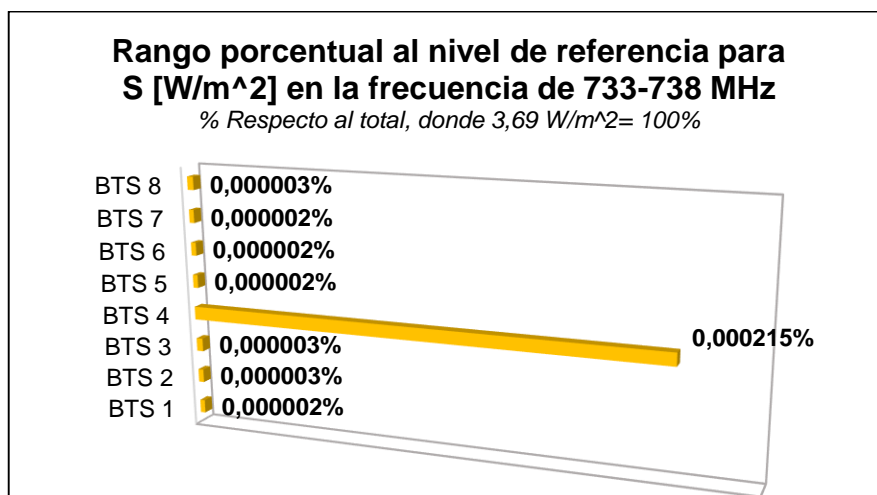 Rango porcentual al nivel de referencia para
S [W/m^2] en la frecuencia de 733-738 MHz
% Respecto al total, donde 3,69 W/m^2= 100%
BTS 8 0,000003%
BTS 7 0,000002%
BTS 6 0,000002%
BTS 5 0,000002%
BTS 4 0,000215%
BTS 3 0,000003%
BTS 2 0,000003%
BTS 1 0,000002%